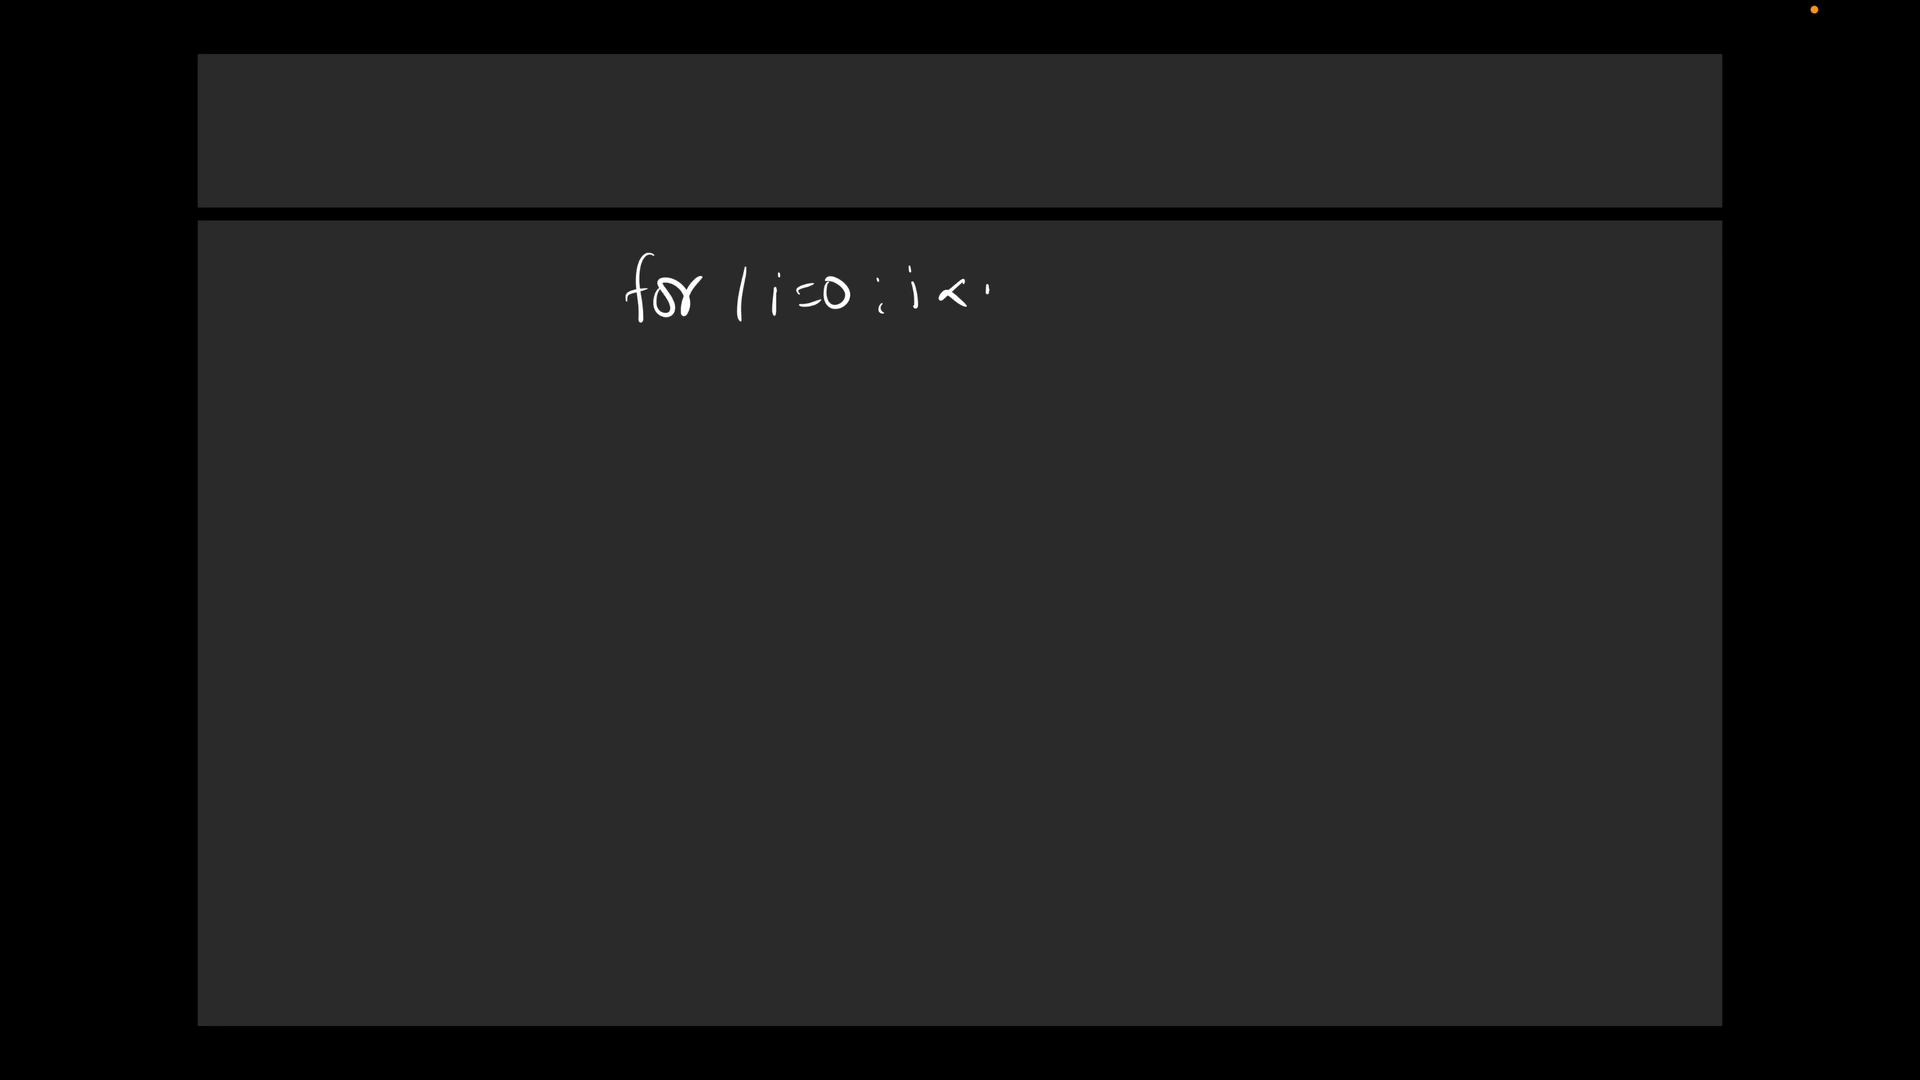 for ( i=0 ; i <